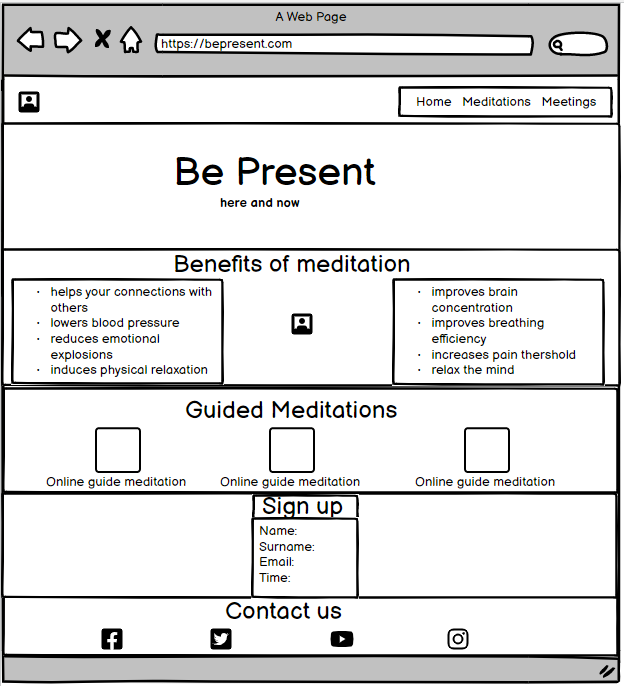 A Web Page
https://bepresent.com
Home Meditations Meetings
Be Present
here and now
Benefits of meditation
· helps your connections with
others
· lowers blood pressure
· reduces emotional
explosions
· induces physical relaxation
· improves brain
concentration
· improves breathing
efficiency
· increases pain thershold
· relax the mind
Guided Meditations
Online guide meditation
Online guide meditation
Online guide meditation
Sign up
Name:
Surname:
Email:
Time:
Contact us